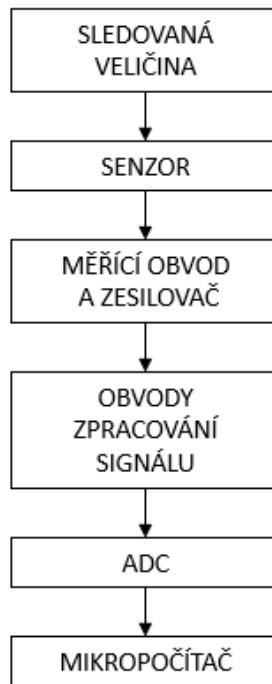 SLEDOVANÁ
VELIČINA
SENZOR
MĚŘÍCÍ OBVOD
A ZESILOVAČ
OBVODY
ZPRACOVÁNÍ
SIGNÁLU
ADC
MIKROPOČÍTAČ